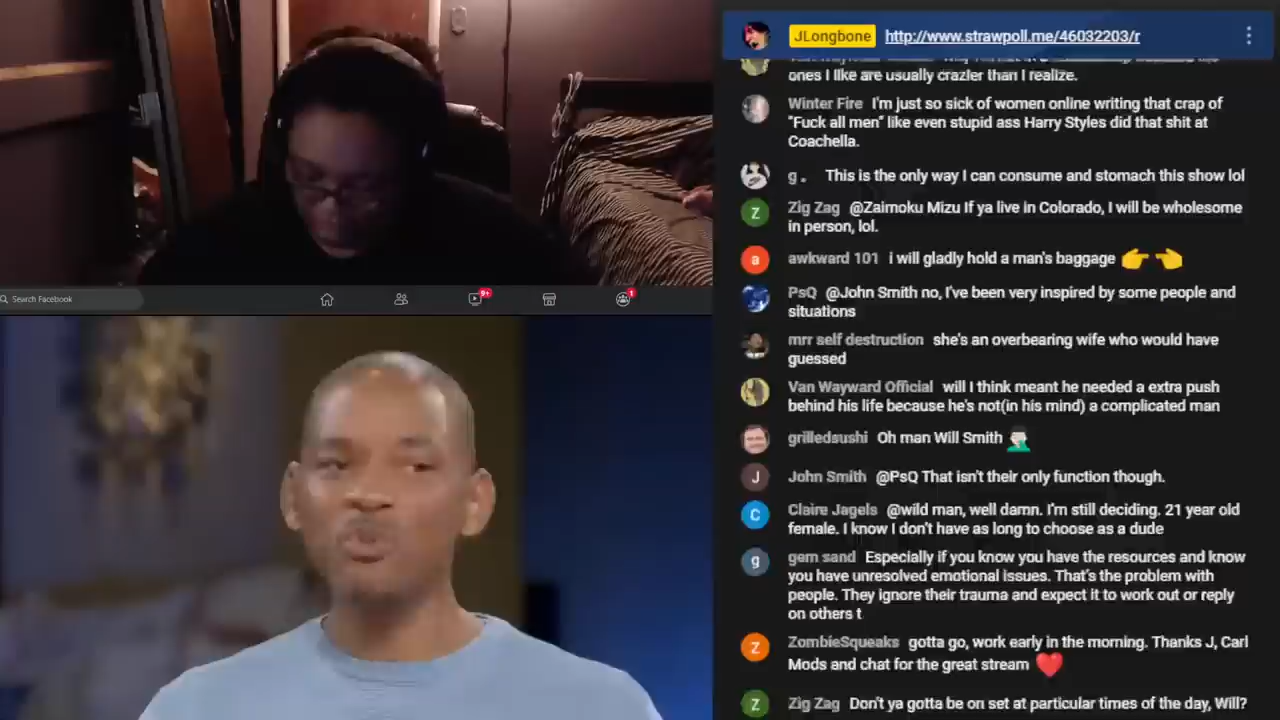 JLongbone http://www.strawpoll.me/46032203/r
ones I like are usually crazier than I realize.
Winter Fire I'm just so sick of women online writing that crap of
"Fuck all men" like even stupid ass Harry Styles did that shit at
Coachella.
g . This is the only way I can consume and stomach this show lol
Z Zig Zag @Zaimoku Mizu If ya live in Colorado, I will be wholesome
in person, lol.
a awkward 101 i will gladly hold a man's baggage 👉 👈
PsQ @John Smith no, I've been very inspired by some people and
situations
mrr self destruction she's an overbearing wife who would have
guessed
Van Wayward Official will I think meant he needed a extra push
behind his life because he's not(in his mind) a complicated man
grilledsushi Oh man Will Smith 🤦🏻‍♂️
J John Smith @PsQ That isn't their only function though.
C Claire Jagels @wild man, well damn. I'm still deciding. 21 year old
female. I know I don't have as long to choose as a dude
g gem sand Especially if you know you have the resources and know
you have unresolved emotional issues. That's the problem with
people. They ignore their trauma and expect it to work out or reply
on others t
Z ZombieSqueaks gotta go, work early in the morning. Thanks J, Carl
Mods and chat for the great stream ❤️
Z Zig Zag Don't ya gotta be on set at particular times of the day, Will?
Search Facebook
9+
1